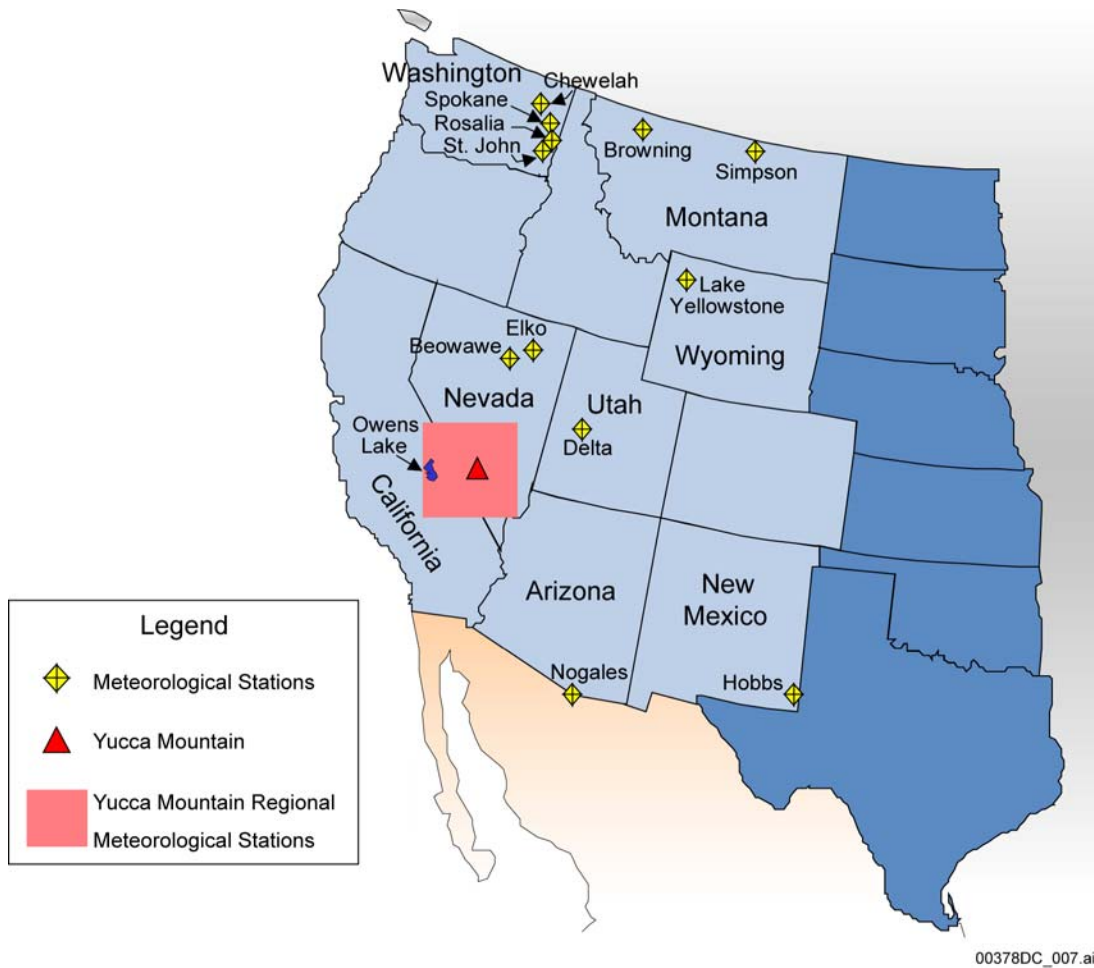 Washington
Chewelah
Spokane
Rosalia
St. John
Browning
Simpson
Montana
Lake
Yellowstone
Wyoming
Elko
Beowawe
Nevada
Utah
Delta
Owens
Lake
California
Arizona
New
Mexico
Nogales
Hobbs
Legend
Meteorological Stations
Yucca Mountain
Yucca Mountain Regional
Meteorological Stations
00378DC_007.ai